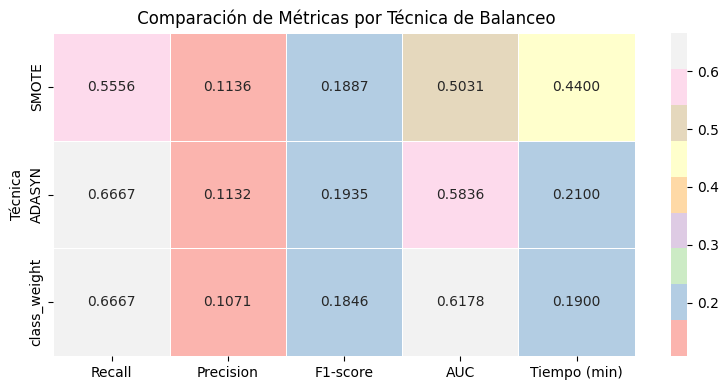 Comparación de Métricas por Técnica de Balanceo
Técnica
SMOTE 0.5556 0.1136 0.1887 0.5031 0.4400
ADASYN 0.6667 0.1132 0.1935 0.5836 0.2100
class_weight 0.6667 0.1071 0.1846 0.6178 0.1900
Recall Precision F1-score AUC Tiempo (min)
0.6
0.5
0.4
0.3
0.2